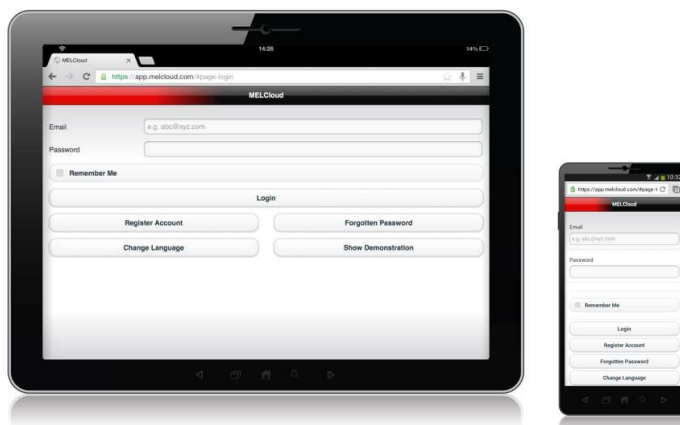 14:26 14%
MELCloud x
https://app.melcloud.com/#page-login
MELCloud
Email e.g. abc@xyz.com
Password
Remember Me
Login
Register Account Forgotten Password
Change Language Show Demonstration
10:32
https://app.melcloud.com/#page-l
MELCloud
Email
e.g. abc@xyz.com
Password
Remember Me
Login
Register Account
Forgotten Password
Change Language